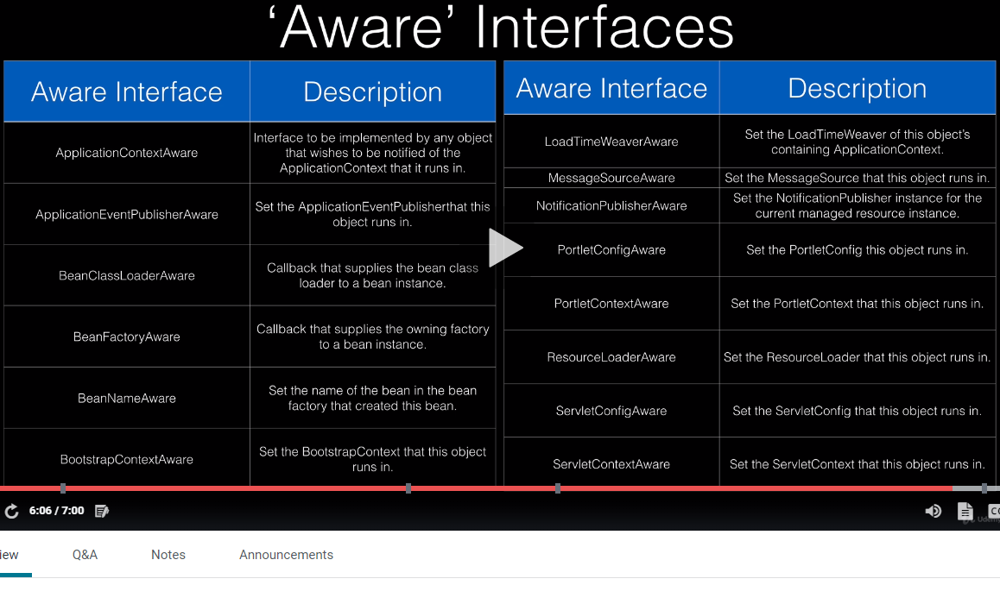 ‘Aware’ Interfaces
Aware Interface Description
ApplicationContextAware
Interface to be implemented by any object
that wishes to be notified of the
ApplicationContext that it runs in.
ApplicationEventPublisherAware
Set the ApplicationEventPublisherthat this
object runs in.
BeanClassLoaderAware
Callback that supplies the bean class
loader to a bean instance.
BeanFactoryAware
Callback that supplies the owning factory
to a bean instance.
BeanNameAware
Set the name of the bean in the bean
factory that created this bean.
BootstrapContextAware
Set the BootstrapContext that this object
runs in.
Aware Interface Description
LoadTimeWeaverAware
Set the LoadTimeWeaver of this object’s
containing ApplicationContext.
MessageSourceAware
Set the MessageSource that this object runs in.
NotificationPublisherAware
Set the NotificationPublisher instance for the
current managed resource instance.
PortletConfigAware
Set the PortletConfig this object runs in.
PortletContextAware
Set the PortletContext that this object runs in.
ResourceLoaderAware
Set the ResourceLoader that this object runs in.
ServletConfigAware
Set the ServletConfig that this object runs in.
ServletContextAware
Set the ServletContext that this object runs in.
6:06 / 7:00
iew Q&A Notes Announcements